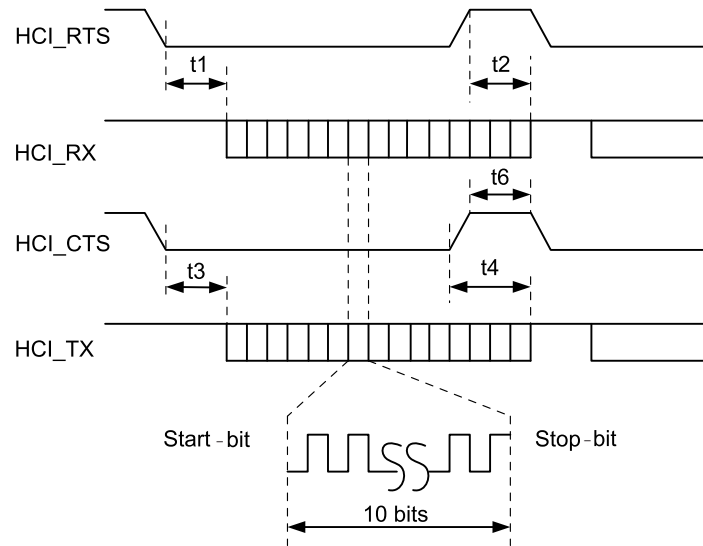 HCI_RTS
t1
t2
HCI_RX
t6
HCI_CTS
t3
t4
HCI_TX
Start-bit
Stop-bit
10 bits